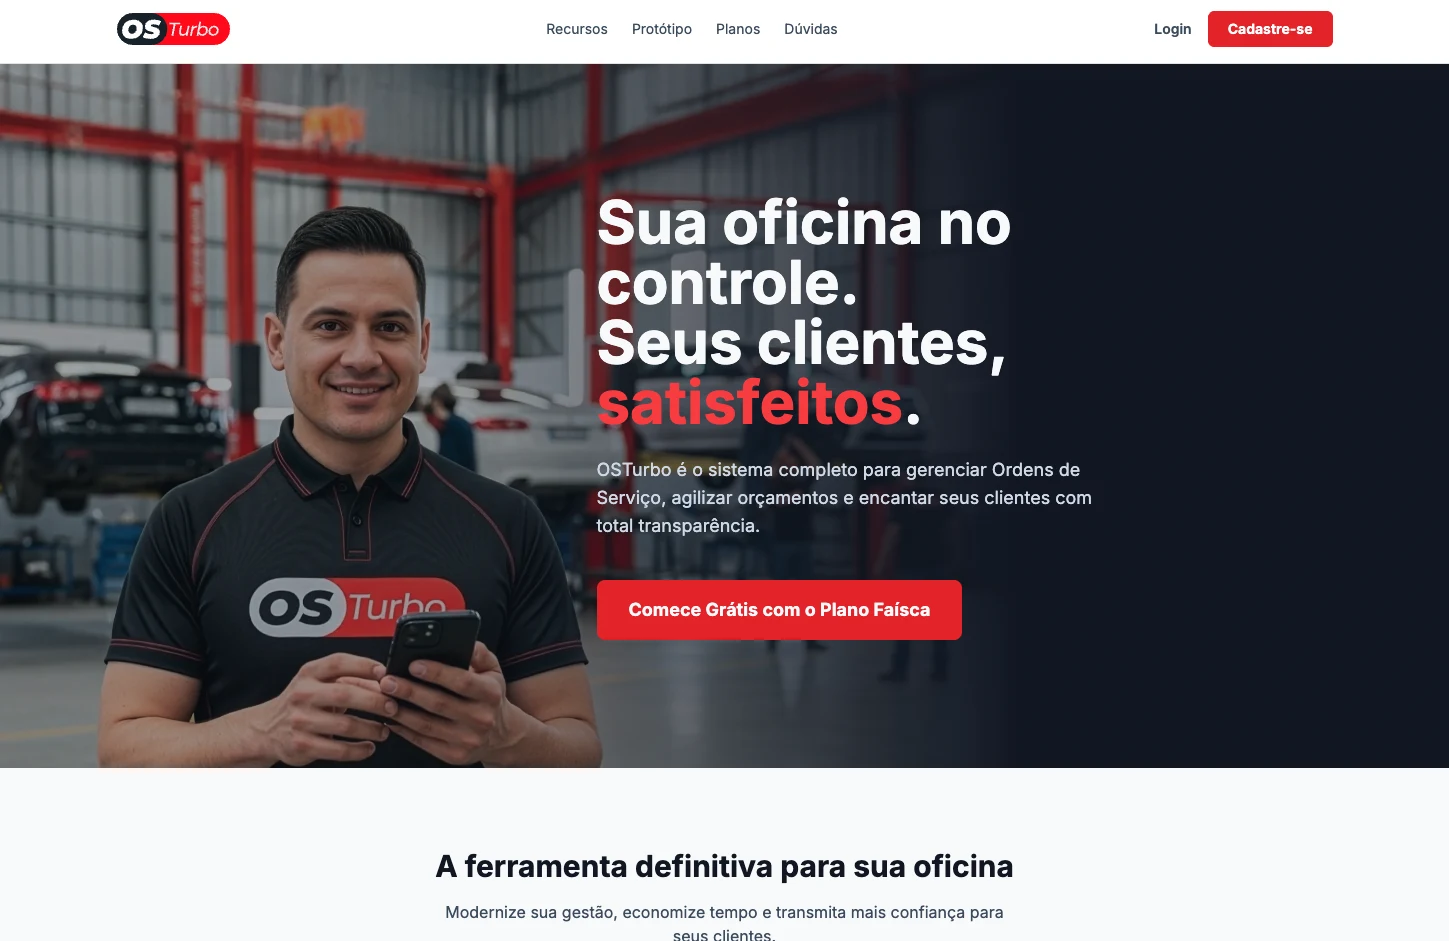 OS Turbo
Recursos
Protótipo
Planos
Dúvidas
Login
Cadastre-se
Sua oficina no
controle.
Seus clientes,
satisfeitos.
OSTurbo é o sistema completo para gerenciar Ordens de
Serviço, agilizar orçamentos e encantar seus clientes com
total transparência.
Comece Grátis com o Plano Faísca
OS Turbo
A ferramenta definitiva para sua oficina
Modernize sua gestão, economize tempo e transmita mais confiança para
seus clientes.